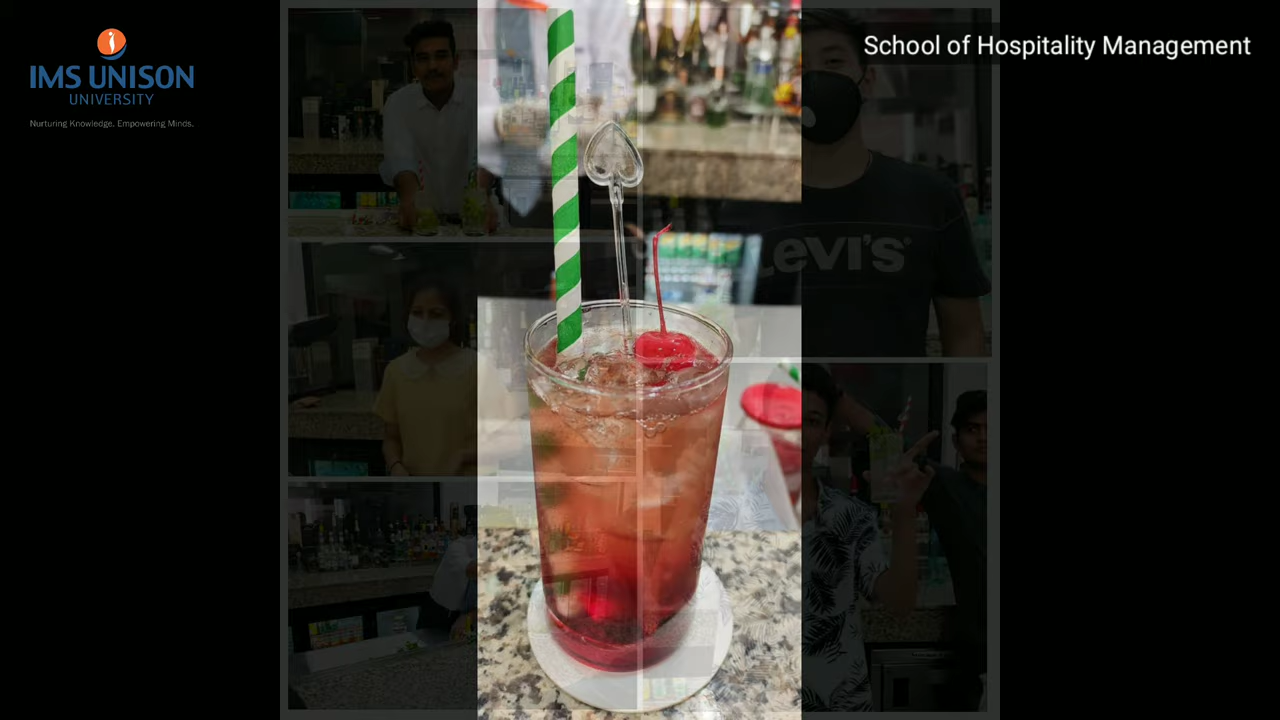 IMS UNISON
UNIVERSITY
Nurturing Knowledge. Empowering Minds.
School of Hospitality Management
LEVI'S